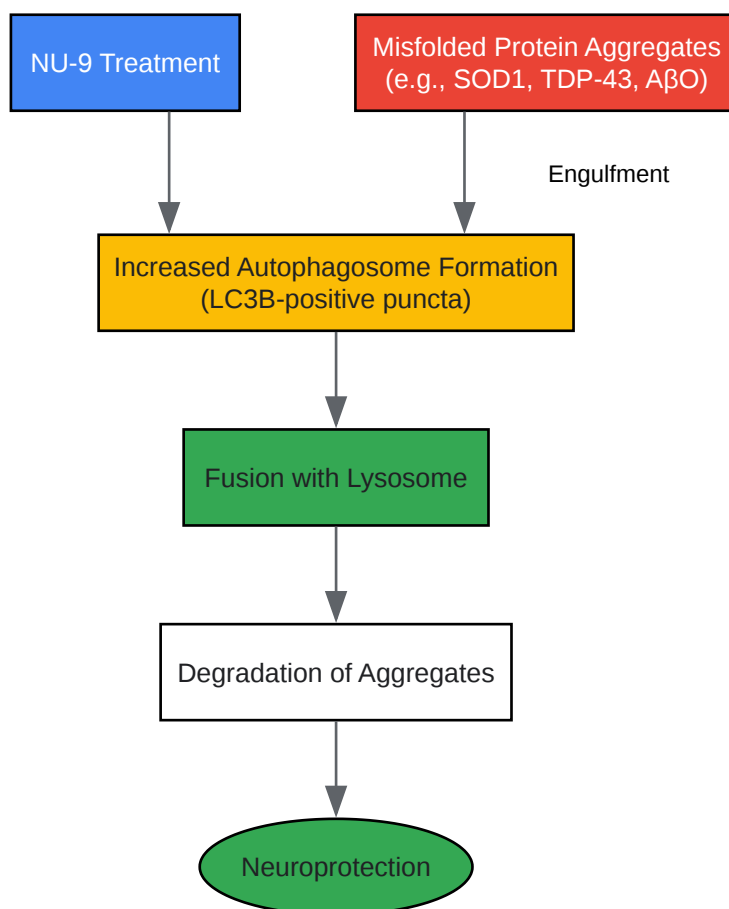 NU-9 Treatment
Misfolded Protein Aggregates
(e.g., SOD1, TDP-43, AβO)
Engulfment
Increased Autophagosome Formation
(LC3B-positive puncta)
Fusion with Lysosome
Degradation of Aggregates
Neuroprotection